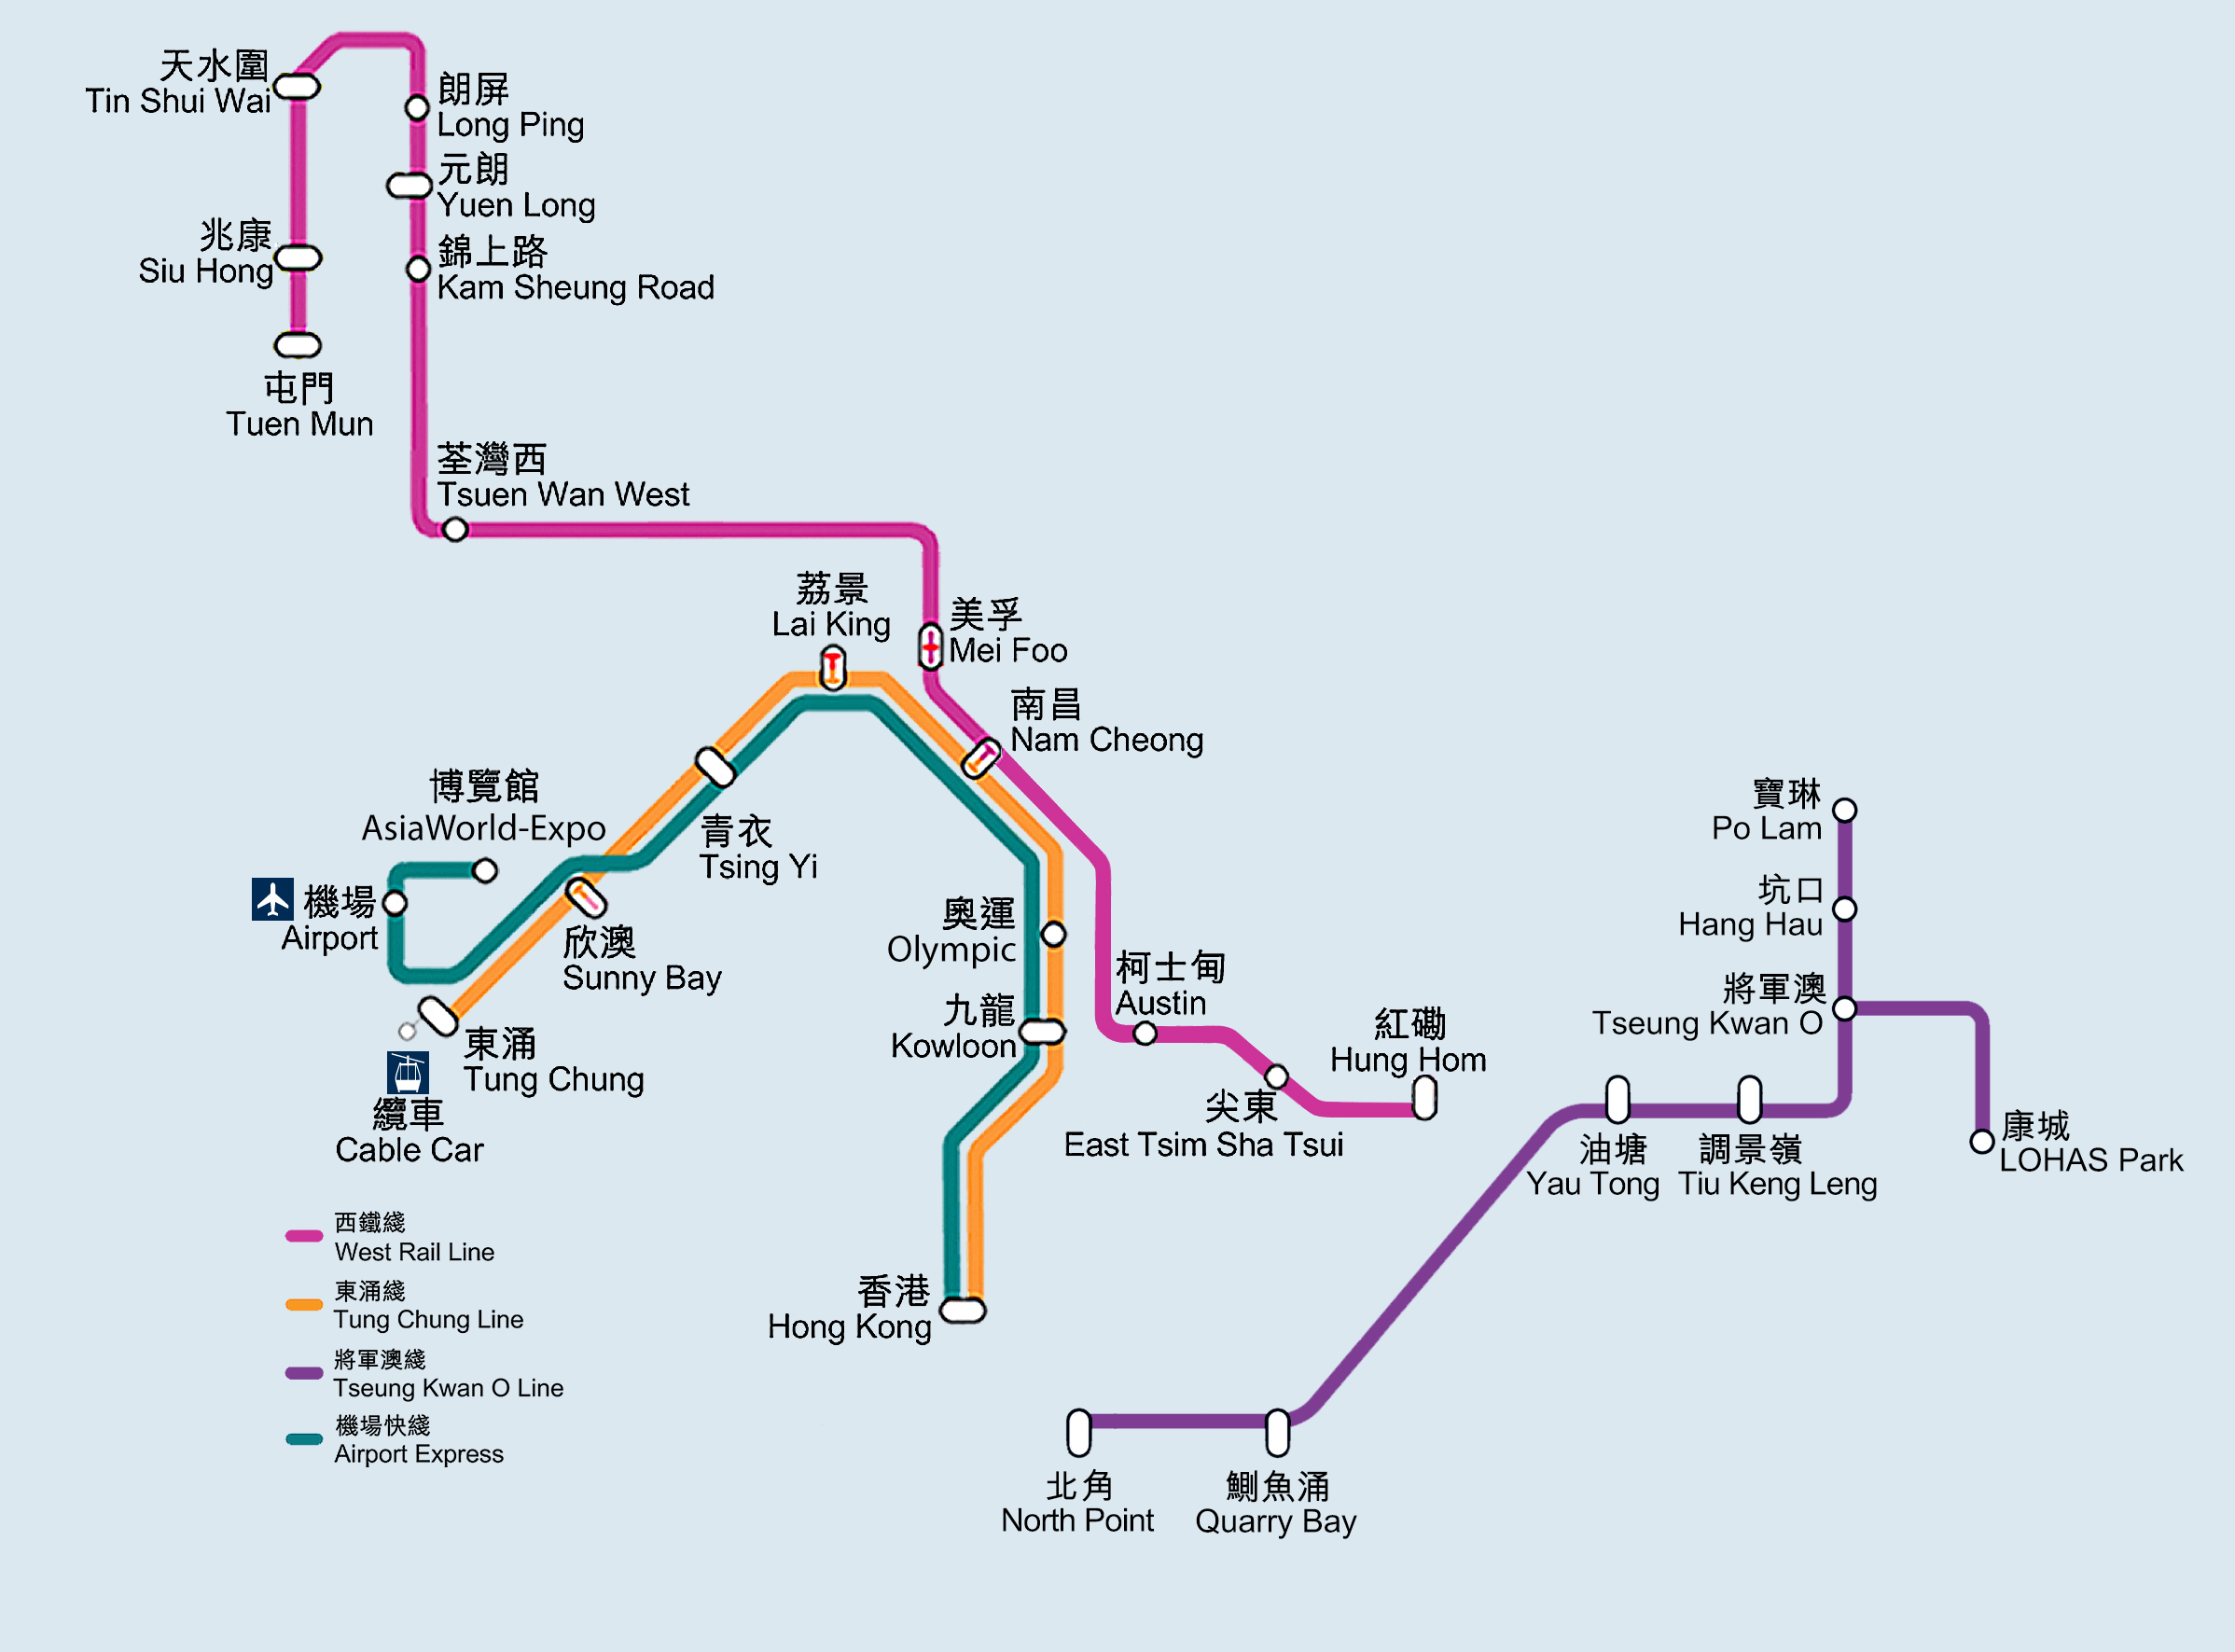 天水圍
Tin Shui Wai
朗屏
Long Ping
元朗
Yuen Long
兆康
Siu Hong
錦上路
Kam Sheung Road
屯門
Tuen Mun
荃灣西
Tsuen Wan West
荔景
Lai King
美孚
Mei Foo
南昌
Nam Cheong
博覽館
AsiaWorld-Expo
青衣
Tsing Yi
機場
Airport
欣澳
Sunny Bay
奧運
Olympic
九龍
Kowloon
柯士甸
Austin
紅磡
Hung Hom
尖東
East Tsim Sha Tsui
東涌
Tung Chung
纜車
Cable Car
寶琳
Po Lam
坑口
Hang Hau
將軍澳
Tseung Kwan O
油塘
Yau Tong
調景嶺
Tiu Keng Leng
康城
LOHAS Park
香港
Hong Kong
北角
North Point
鰂魚涌
Quarry Bay
西鐵綫
West Rail Line
東涌綫
Tung Chung Line
將軍澳綫
Tseung Kwan O Line
機場快綫
Airport Express